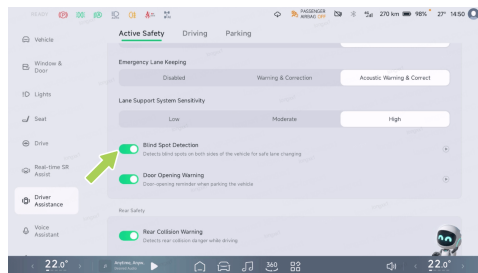 READY
PASSENGER
AIRBAG OFF
270 km
98%
27°
14:50
Vehicle
Window &
Door
Lights
Seat
Drive
Real-time SR
Assist
Driver
Assistance
Voice
Assistant
Active Safety
Driving
Parking
Emergency Lane Keeping
Disabled
Warning & Correction
Acoustic Warning & Correct
Lane Support System Sensitivity
Low
Moderate
High
Blind Spot Detection
Detects blind spots on both sides of the vehicle for safe lane changing
Door Opening Warning
Door-opening reminder when parking the vehicle
Rear Safety
Rear Collision Warning
Detects rear collision danger while driving
22.0°
Anytime, Anyw
360
22.0°